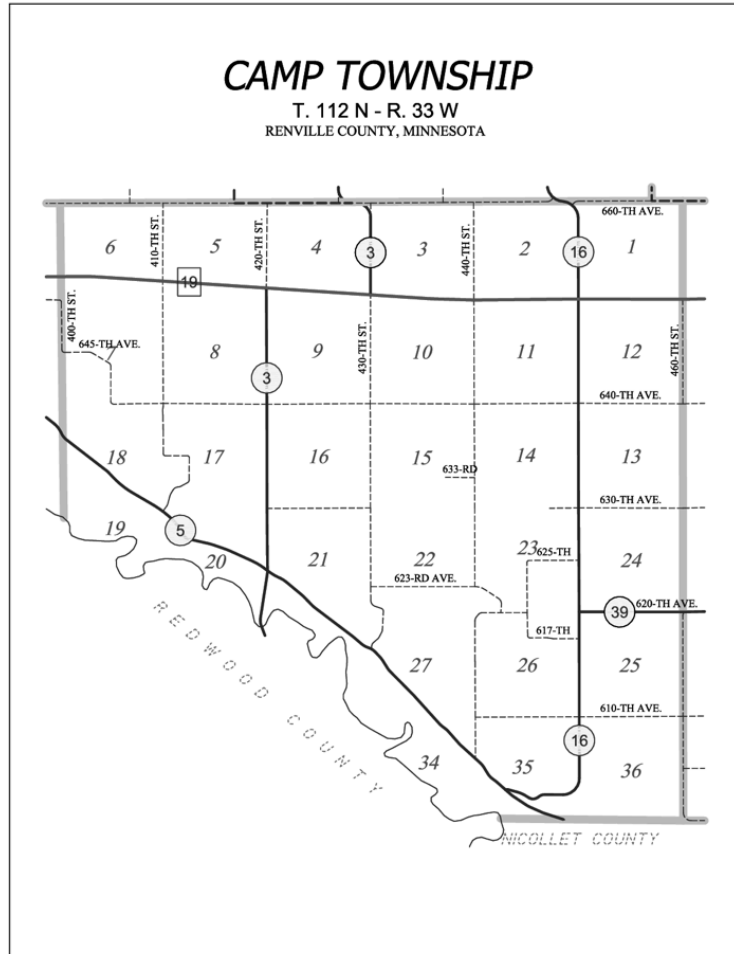 CAMP TOWNSHIP
T. 112 N - R. 33 W
RENVILLE COUNTY, MINNESOTA
660-TH AVE.
6
410-TH ST.
5
420-TH ST.
4
3
3
440-TH ST.
2
16
1
19
400-TH ST.
645-TH AVE.
8
3
9
430-TH ST.
10
11
12
460-TH ST.
640-TH AVE.
18
17
16
15
633-RD
14
13
630-TH AVE.
19
5
20
21
22
623-RD AVE.
23
625-TH
24
39
620-TH AVE.
617-TH
REDWOOD COUNTY
27
26
25
610-TH AVE.
34
35
16
36
NICOLLET COUNTY